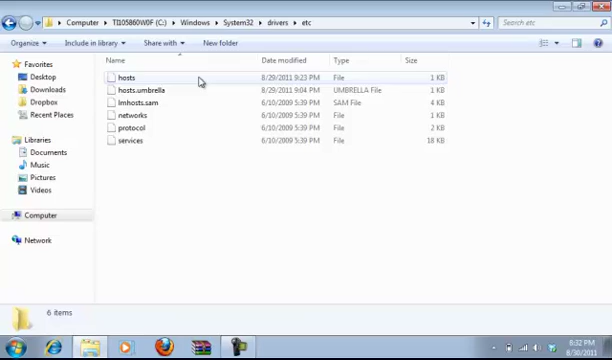 Computer ▸ TI105860W0F (C:) ▸ Windows ▸ System32 ▸ drivers ▸ etc
Search etc
Organize Include in library Share with New folder
Name Date modified Type Size
Favorites
Desktop
Downloads
Dropbox
Recent Places
Libraries
Documents
Music
Pictures
Videos
Computer
Network
hosts 8/29/2011 9:23 PM File 1 KB
hosts.umbrella 8/29/2011 9:04 PM UMBRELLA File 1 KB
lmhosts.sam 6/10/2009 5:39 PM SAM File 4 KB
networks 6/10/2009 5:39 PM File 1 KB
protocol 6/10/2009 5:39 PM File 2 KB
services 6/10/2009 5:39 PM File 18 KB
6 items
6:32 PM
8/30/2011